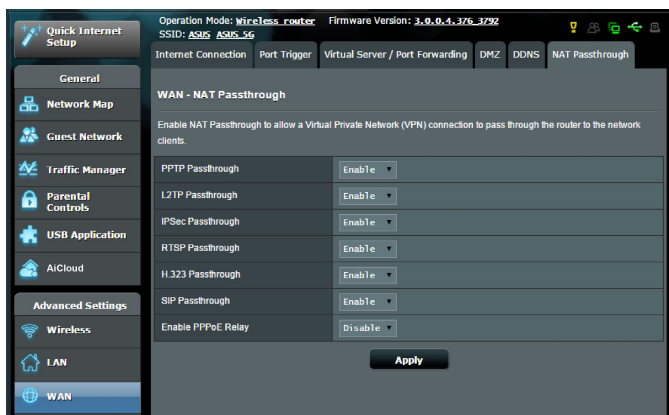 Quick Internet
Setup
Operation Mode: Wireless router Firmware Version: 3.0.0.4.376_3792
SSID: ASUS ASUS_5G
Internet Connection Port Trigger Virtual Server / Port Forwarding DMZ DDNS NAT Passthrough
General
Network Map
Guest Network
Traffic Manager
Parental
Controls
USB Application
AiCloud
Advanced Settings
Wireless
LAN
WAN
WAN - NAT Passthrough
Enable NAT Passthrough to allow a Virtual Private Network (VPN) connection to pass through the router to the network
clients.
PPTP Passthrough Enable
L2TP Passthrough Enable
IPSec Passthrough Enable
RTSP Passthrough Enable
H.323 Passthrough Enable
SIP Passthrough Enable
Enable PPPoE Relay Disable
Apply